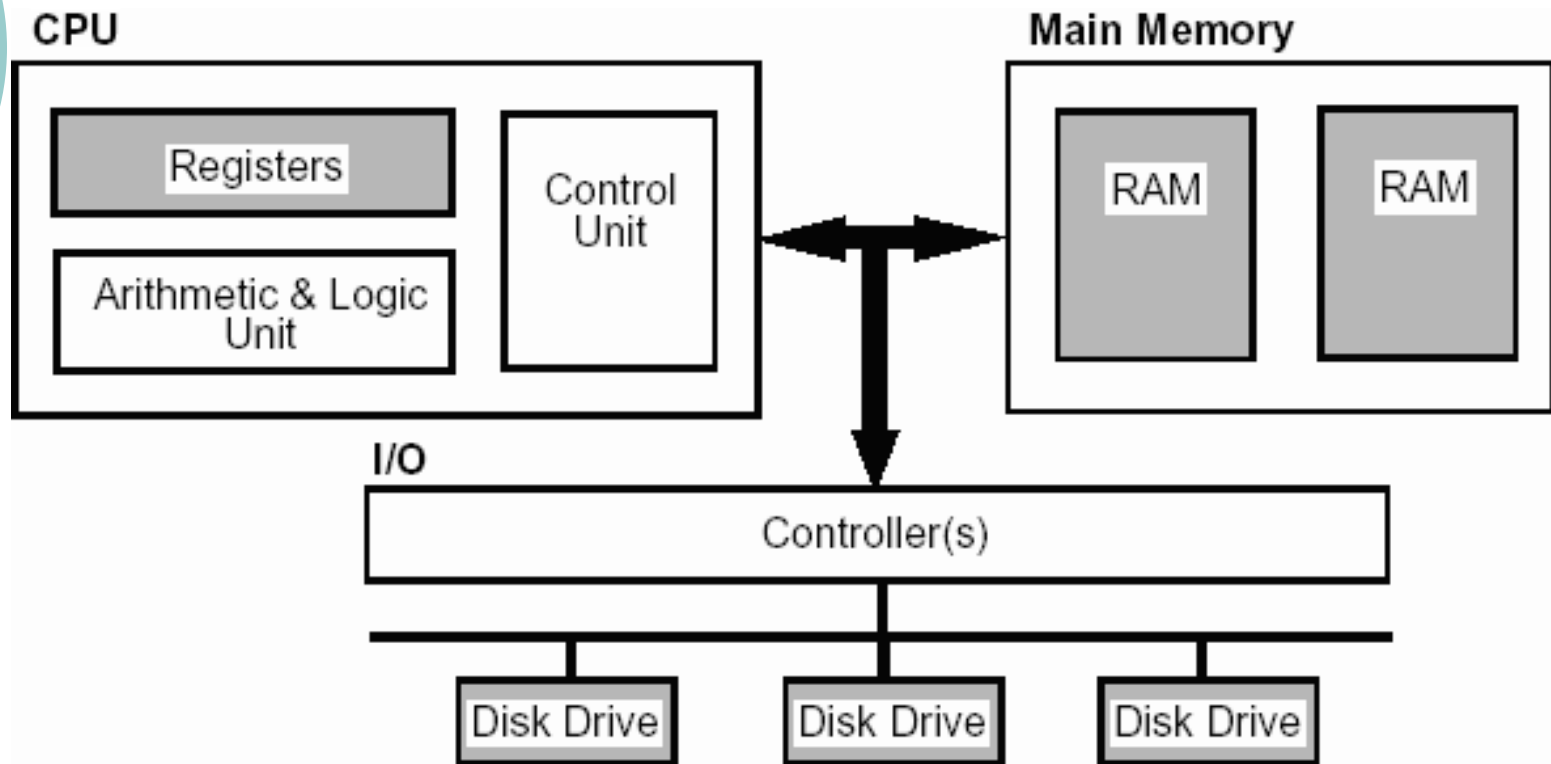 CPU
Main Memory
Registers
Control
Unit
Arithmetic & Logic
Unit
RAM
RAM
I/O
Controller(s)
Disk Drive
Disk Drive
Disk Drive